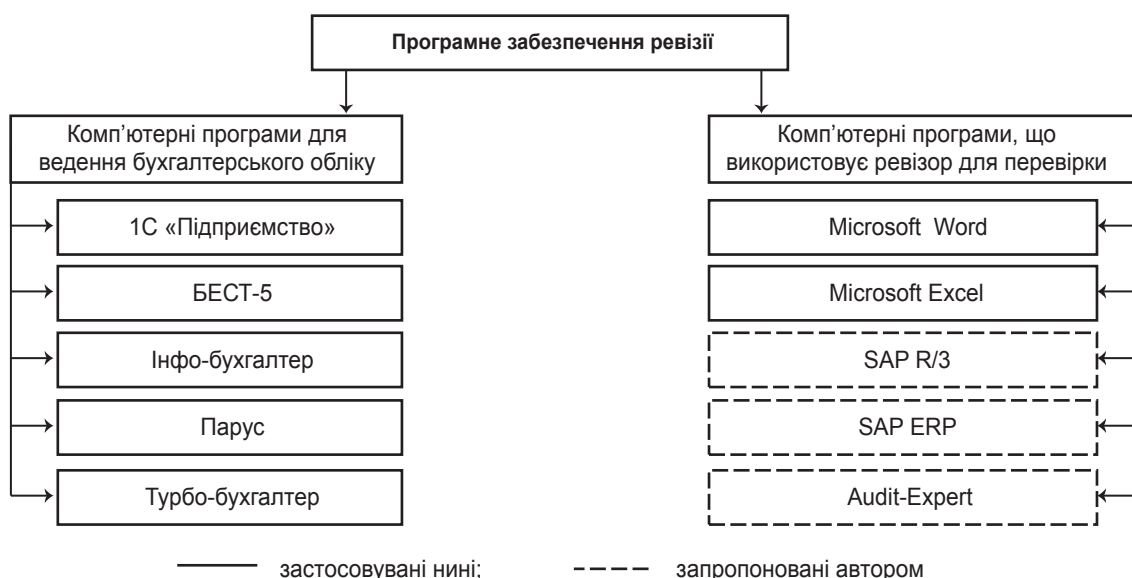 Програмне забезпечення ревізії
Комп’ютерні програми для
ведення бухгалтерського обліку
1С «Підприємство»
БЕСТ-5
Інфо-бухгалтер
Парус
Турбо-бухгалтер
Комп’ютерні програми, що
використовує ревізор для перевірки
Microsoft Word
Microsoft Excel
SAP R/3
SAP ERP
Audit-Expert
застосовувані нині; запропоновані автором